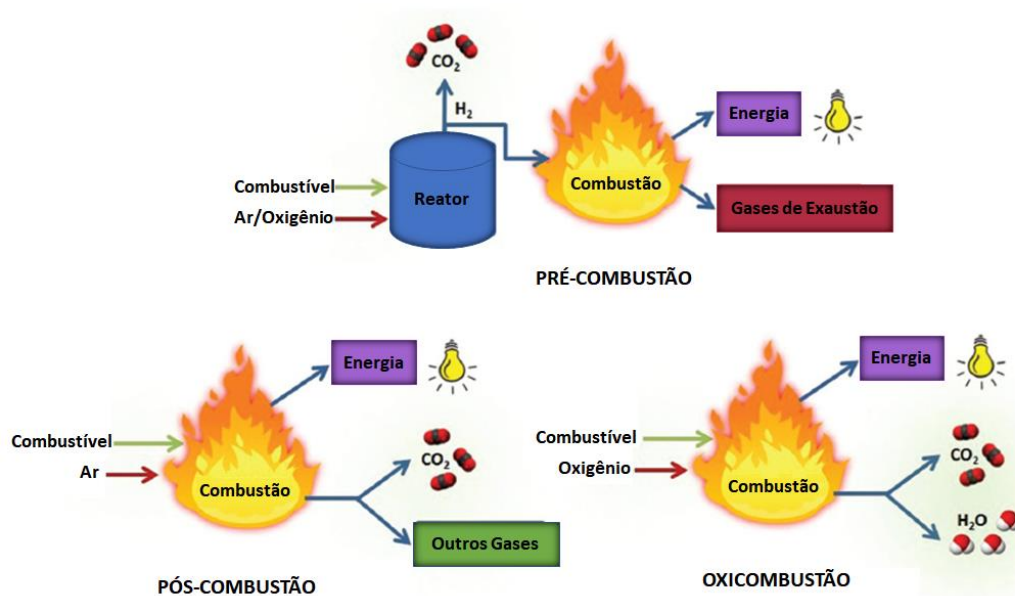 CO₂
H₂
Energia
Combustível
Combustão
Reator
Ar/Oxigênio
Gases de Exaustão
PRÉ-COMBUSTÃO
Energia
Combustível
CO₂
Ar
Combustão
Outros Gases
PÓS-COMBUSTÃO
Energia
Combustível
CO₂
Oxigênio
Combustão
H₂O
OXICOMBUSTÃO